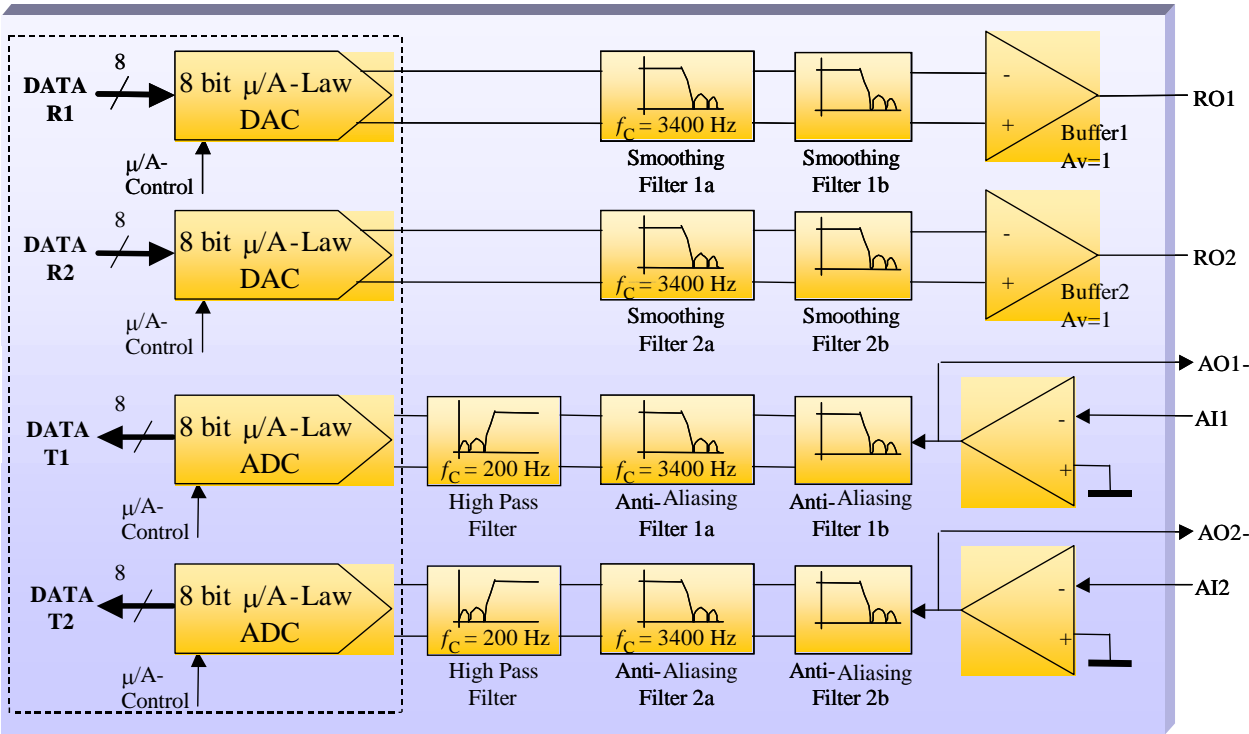 8
DATA
R1
8 bit μ/A-Law
DAC
μ/A-
Control
fC = 3400 Hz
Smoothing
Filter 1a
Smoothing
Filter 1b
-
+
Buffer1
Av=1
RO1
8
DATA
R2
8 bit μ/A-Law
DAC
μ/A-
Control
fC = 3400 Hz
Smoothing
Filter 2a
Smoothing
Filter 2b
-
+
Buffer2
Av=1
RO2
8
DATA
T1
8 bit μ/A-Law
ADC
μ/A-
Control
fC = 200 Hz
High Pass
Filter
fC = 3400 Hz
Anti-Aliasing
Filter 1a
Anti-Aliasing
Filter 1b
-
+
AO1-
AI1
8
DATA
T2
8 bit μ/A-Law
ADC
μ/A-
Control
fC = 200 Hz
High Pass
Filter
fC = 3400 Hz
Anti-Aliasing
Filter 2a
Anti-Aliasing
Filter 2b
-
+
AO2-
AI2